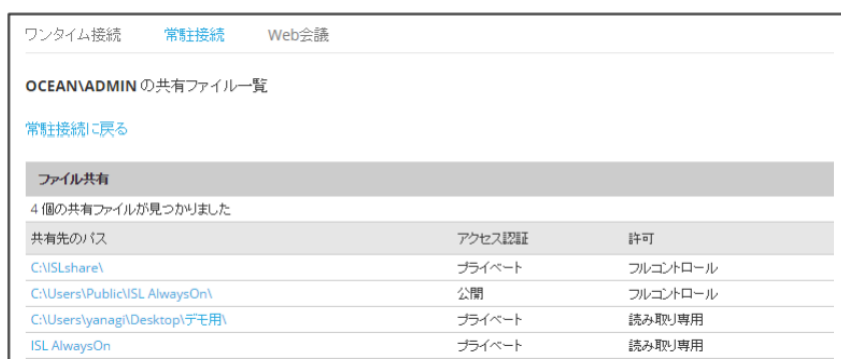 ワンタイム接続 常駐接続 Web会議
OCEAN\ADMIN の共有ファイル一覧
常駐接続に戻る
ファイル共有
4 個の共有ファイルが見つかりました
共有先のパス アクセス認証 許可
C:\ISLshare\ プライベート フルコントロール
C:\Users\Public\ISL AlwaysOn\ 公開 フルコントロール
C:\Users\yanagi\Desktop\デモ用\ プライベート 読み取り専用
ISL AlwaysOn プライベート 読み取り専用